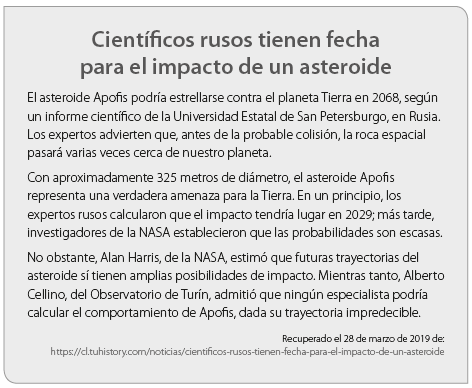 Científicos rusos tienen fecha
para el impacto de un asteroide
El asteroide Apofis podría estrellarse contra el planeta Tierra en 2068, según
un informe científico de la Universidad Estatal de San Petersburgo, en Rusia.
Los expertos advierten que, antes de la probable colisión, la roca espacial
pasará varias veces cerca de nuestro planeta.
Con aproximadamente 325 metros de diámetro, el asteroide Apofis
representa una verdadera amenaza para la Tierra. En un principio, los
expertos rusos calcularon que el impacto tendría lugar en 2029; más tarde,
investigadores de la NASA establecieron que las probabilidades son escasas.
No obstante, Alan Harris, de la NASA, estimó que futuras trayectorias del
asteroide sí tienen amplias posibilidades de impacto. Mientras tanto, Alberto
Cellino, del Observatorio de Turín, admitió que ningún especialista podría
calcular el comportamiento de Apofis, dada su trayectoria impredecible.
Recuperado el 28 de marzo de 2019 de:
https://cl.tuhistory.com/noticias/cientificos-rusos-tienen-fecha-para-el-impacto-de-un-asteroide